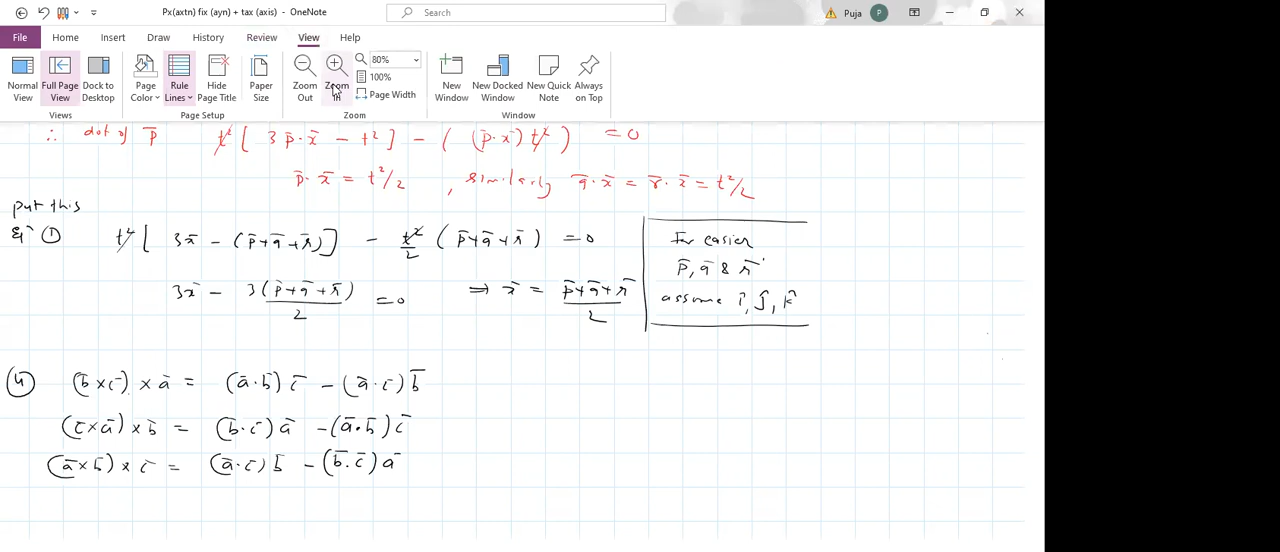 Px(axtn) fix (ayn) + tax (axis) - OneNote
Search
Puja P
File Home Insert Draw History Review View Help
Normal View
Full Page View
Dock to Desktop
Page Color
Rule Lines
Hide Page Title
Paper Size
Zoom Out
Zoom In
80%
100%
Page Width
New Window
New Docked Window
New Quick Note
Always on Top
Views Page Setup Zoom Window
∴ dot of p̄ t² [ 3p̄·x̄ − t² ] − ( (p̄·x̄) t² ) = 0
p̄·x̄ = t²/2 , similarly q̄·x̄ = r̄·x̄ = t²/2
put this
Eqⁿ ① t² [ 3x̄ − (p̄+q̄+r̄) ] − t²/2 (p̄+q̄+r̄) = 0
3x̄ − 3(p̄+q̄+r̄)/2 = 0 ⇒ x̄ = (p̄+q̄+r̄)/2
For easier
p̄, q̄ & r̄
assume î, ĵ, k̂
④ (b̄×c̄) × ā = (ā·b̄) c̄ − (ā·c̄) b̄
(c̄×ā) × b̄ = (b̄·c̄) ā − (ā·b̄) c̄
(ā×b̄) × c̄ = (ā·c̄) b̄ − (b̄·c̄) ā